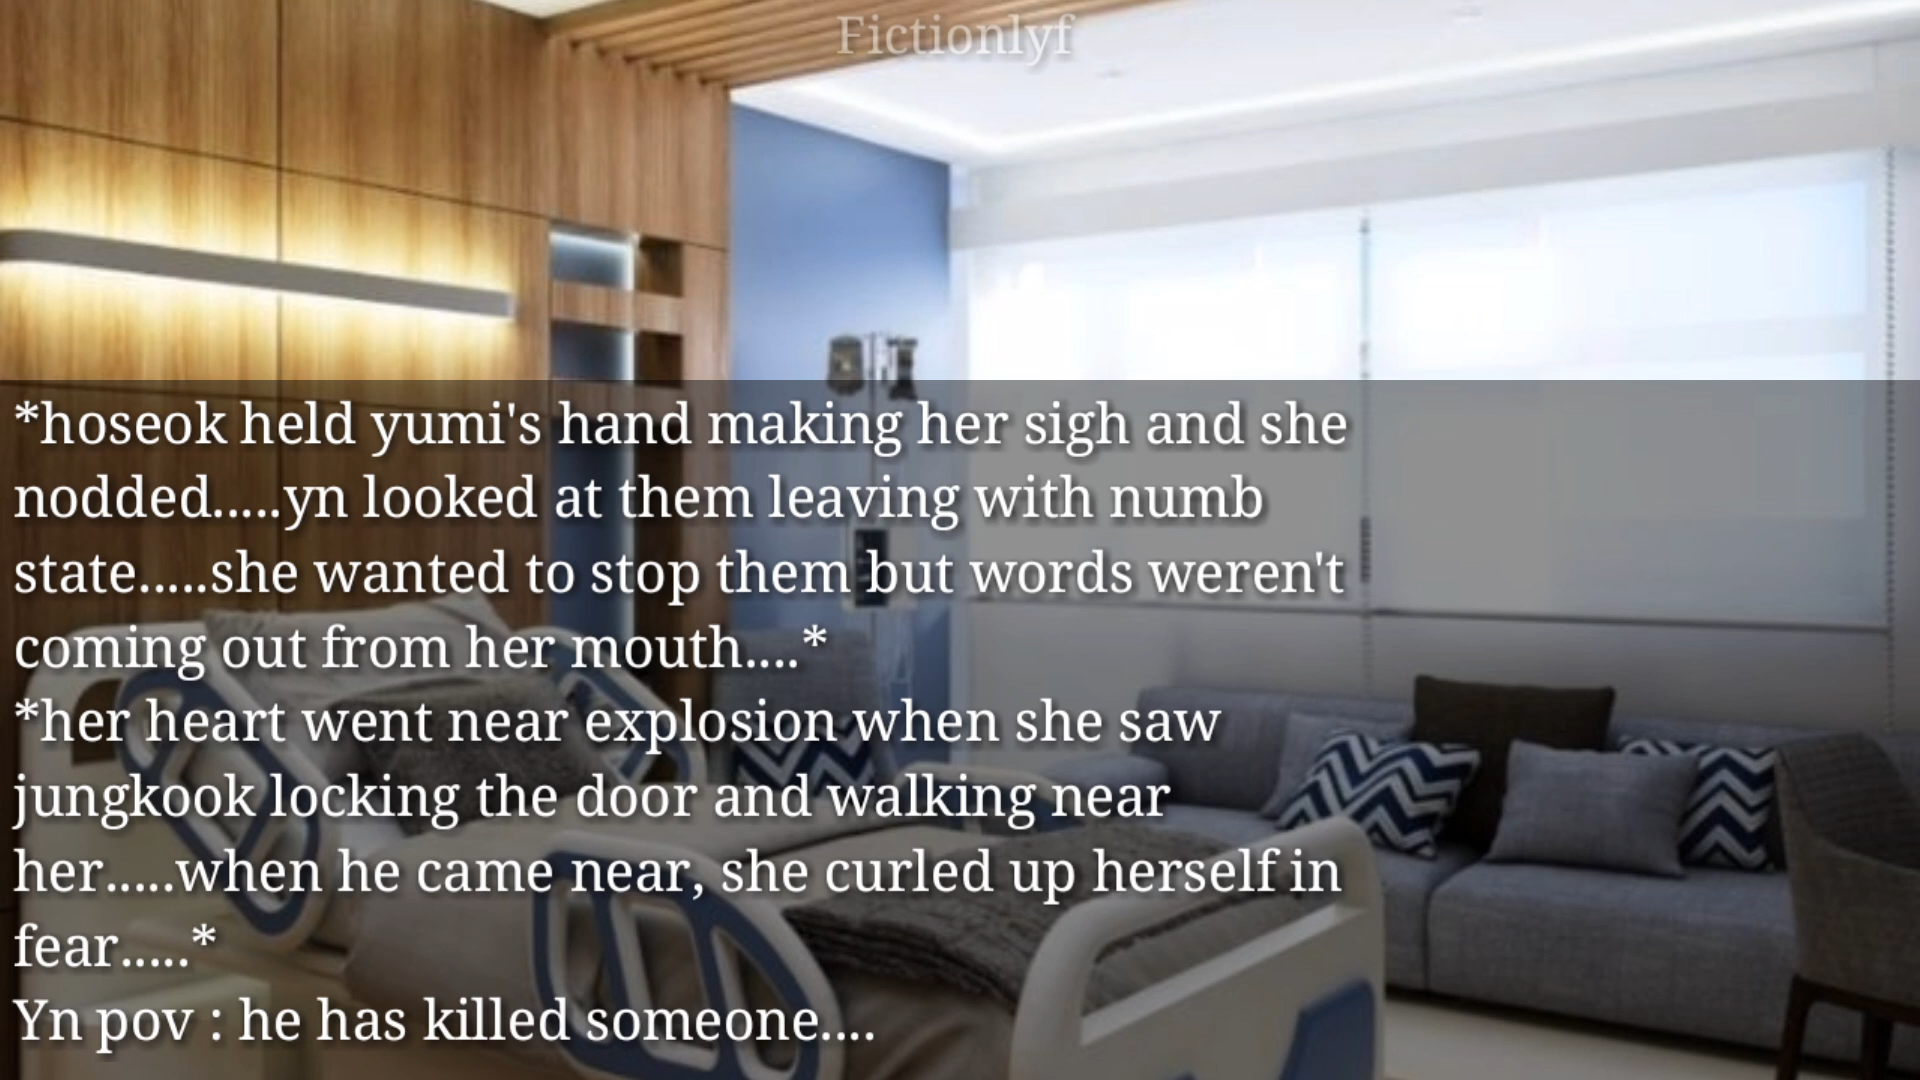 Fictionlyf
*hoseok held yumi's hand making her sigh and she
nodded.....yn looked at them leaving with numb
state.....she wanted to stop them but words weren't
coming out from her mouth....*
*her heart went near explosion when she saw
jungkook locking the door and walking near
her.....when he came near, she curled up herself in
fear.....*
Yn pov : he has killed someone....